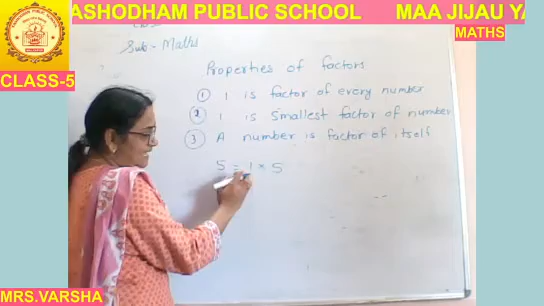 ASHODHAM PUBLIC SCHOOL MAA JIJAU YA
MATHS
CLASS-5
Sub:- Maths
Properties of factors
① 1 is factor of every number
② 1 is smallest factor of number
③ A number is factor of itself
5 = 1 × 5
MRS.VARSHA